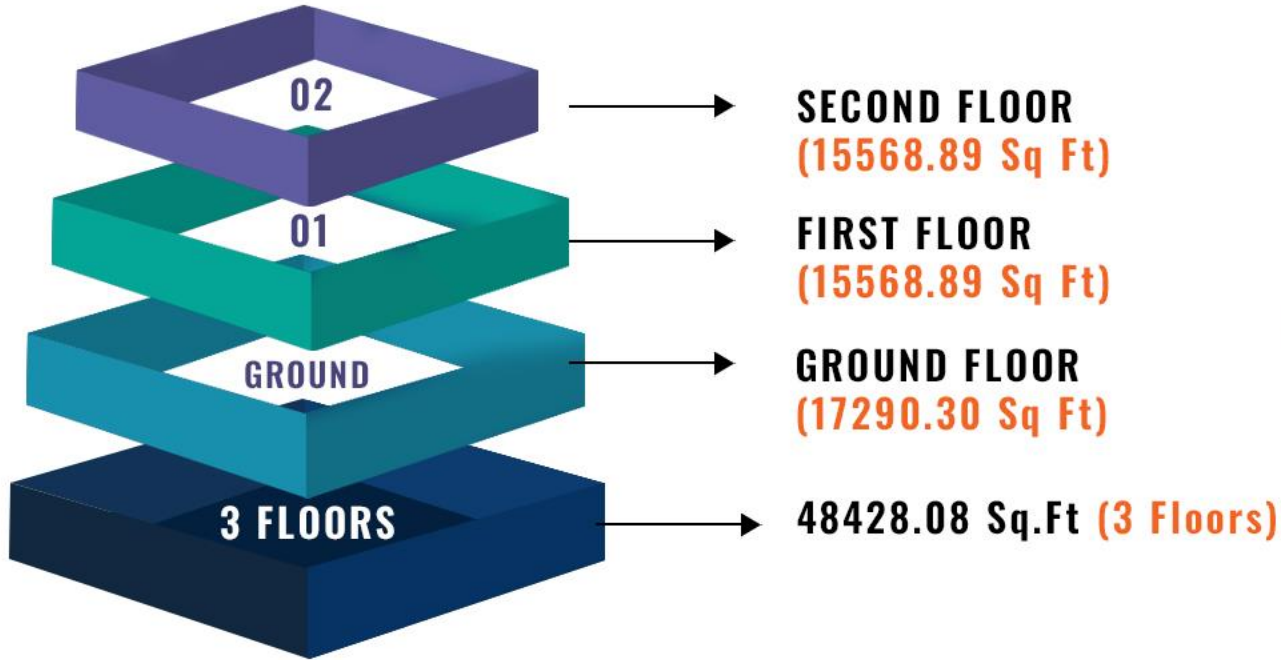 02
SECOND FLOOR
(15568.89 Sq Ft)
01
FIRST FLOOR
(15568.89 Sq Ft)
GROUND
GROUND FLOOR
(17290.30 Sq Ft)
3 FLOORS
48428.08 Sq.Ft (3 Floors)